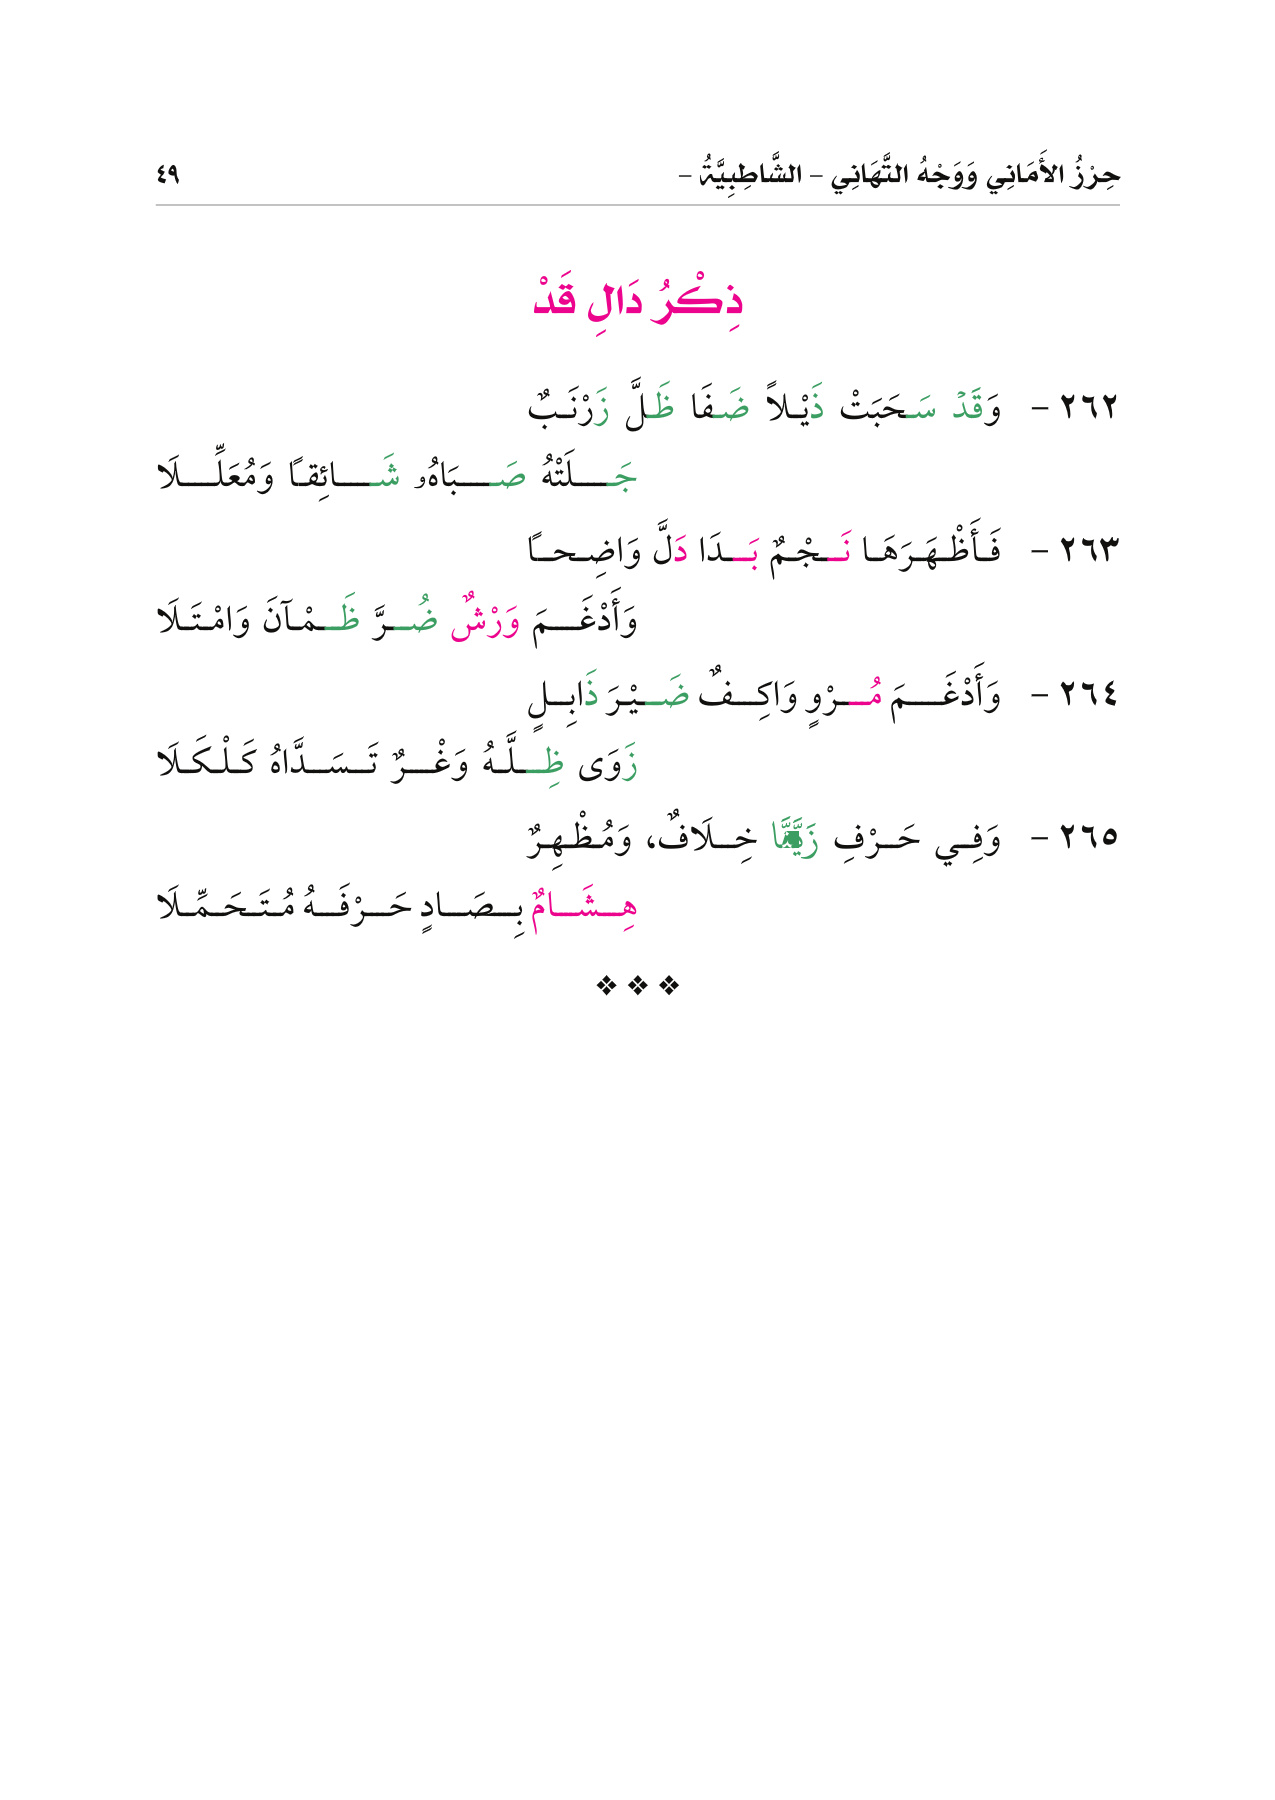 حِرْزُ الأَمَانِي وَوَجْهُ التَّهَانِي – الشَّاطِبِيَّةُ – ٤٩
ذِكْرُ دَالِ قَدْ
٢٦٢ – وَقَدْ سَحَبَتْ ذَيْلاً ضَفَا ظَلَّ زَرْنَبٌ
جَلَتْهُ صَبَاهُۥ شَائِقًا وَمُعَلِّلَا
٢٦٣ – فَأَظْهَرَهَا نَجْمٌ بَدَا دَلَّ وَاضِحًا
وَأَدْغَمَ وَرْشٌ ضُرَّ ظَمْآنَ وَامْتَلَا
٢٦٤ – وَأَدْغَمَ مُرْوٍ وَاكِفٌ ضَيْرَ ذَابِلٍ
زَوَى ظِلَّهُ وَغْرٌ تَسَدَّاهُ كَلْكَلَا
٢٦٥ – وَفِي حَرْفِ خِلَافٌ، وَمُظْهِرٌ
هِشَامٌ بِصَادٍ حَرْفَهُ مُتَحَمِّلَا